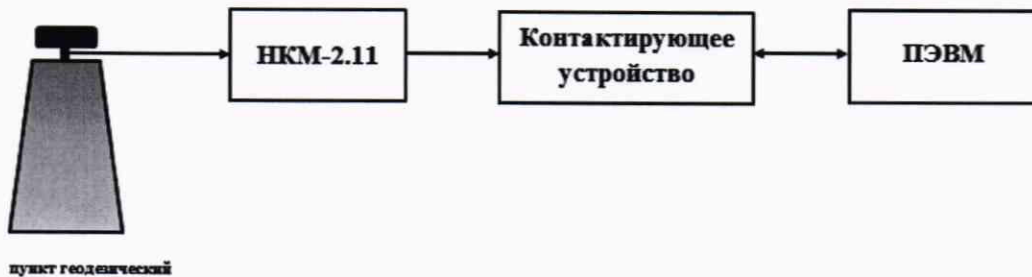 НКМ-2.11
Контактирующее
устройство
ПЭВМ
пункт геодезический